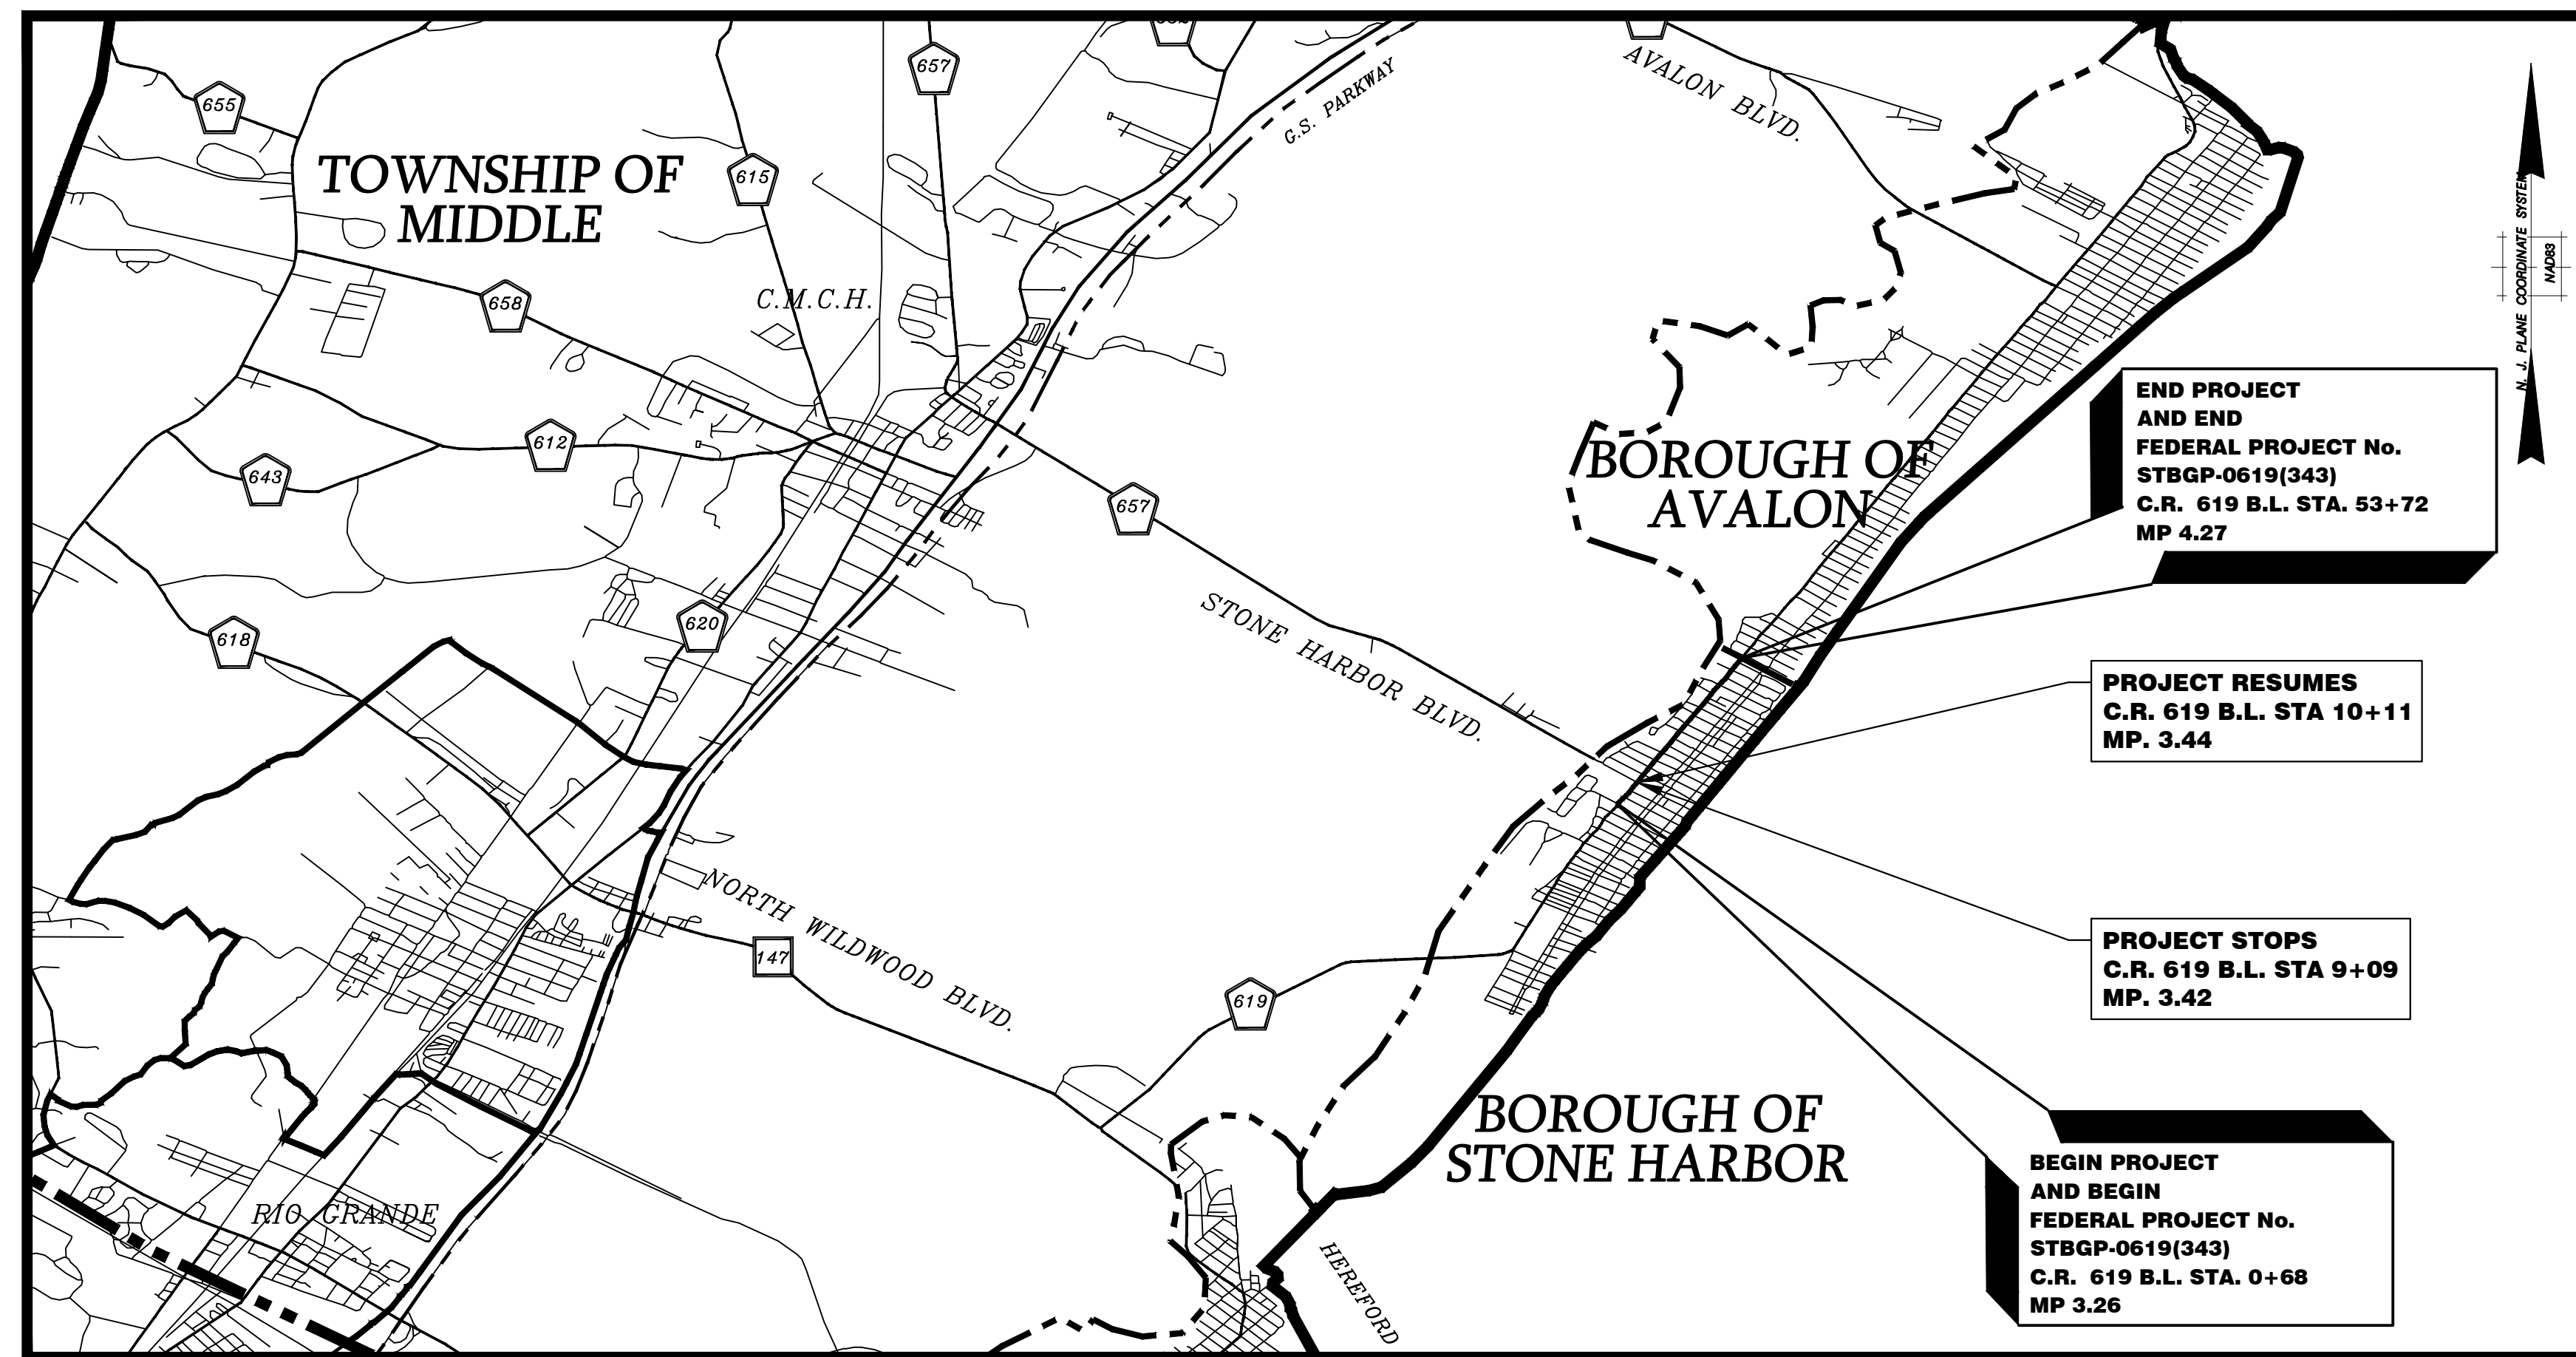 657
655
615
TOWNSHIP OF
MIDDLE
G.S. PARKWAY
AVALON BLVD.
N. J. PLANE COORDINATE SYSTEM
NAD83
658
C.M.C.H.
612
643
657
BOROUGH OF
AVALON
END PROJECT
AND END
FEDERAL PROJECT No.
STBGP-0619(343)
C.R. 619 B.L. STA. 53+72
MP 4.27
618
620
STONE HARBOR BLVD.
PROJECT RESUMES
C.R. 619 B.L. STA 10+11
MP. 3.44
NORTH WILDWOOD BLVD.
147
619
PROJECT STOPS
C.R. 619 B.L. STA 9+09
MP. 3.42
BOROUGH OF
STONE HARBOR
RIO GRANDE
HEREFORD
BEGIN PROJECT
AND BEGIN
FEDERAL PROJECT No.
STBGP-0619(343)
C.R. 619 B.L. STA. 0+68
MP 3.26